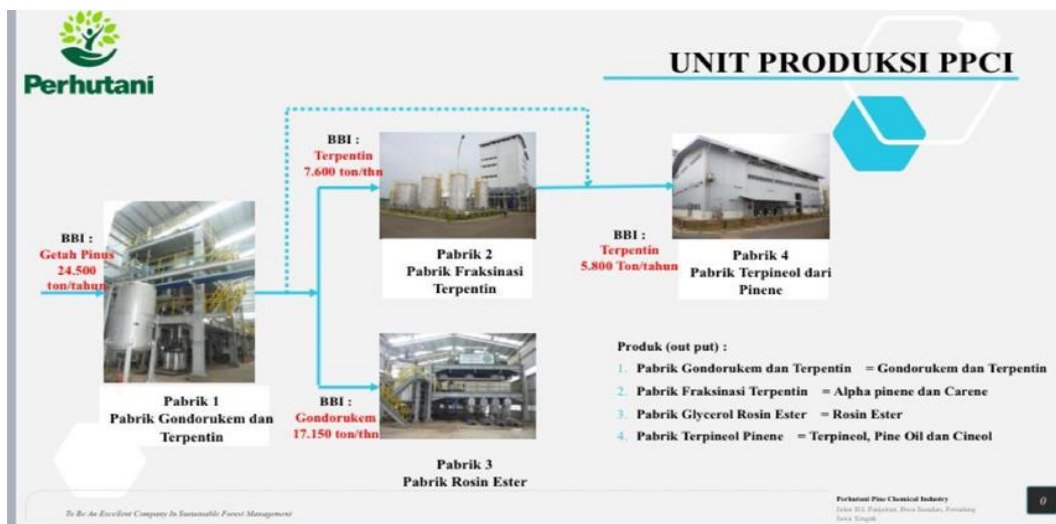 Perhutani
UNIT PRODUKSI PPCI
BBI :
Terpentin
7.600 ton/thn
BBI :
Getah Pinus
24.500
ton/tahun
Pabrik 1
Pabrik Gondorukem dan
Terpentin
Pabrik 2
Pabrik Fraksinasi
Terpentin
BBI :
Terpentin
5.800 Ton/tahun
Pabrik 4
Pabrik Terpineol dari
Pinene
BBI :
Gondorukem
17.150 ton/thn
Pabrik 3
Pabrik Rosin Ester
Produk (out put) :
1. Pabrik Gondorukem dan Terpentin = Gondorukem dan Terpentin
2. Pabrik Fraksinasi Terpentin = Alpha pinene dan Carene
3. Pabrik Glycerol Rosin Ester = Rosin Ester
4. Pabrik Terpineol Pinene = Terpineol, Pine Oil dan Cineol
To Be An Excellent Company In Sustainable Forest Management
Perhutani Pine Chemical Industry
Jawa Tengah
0